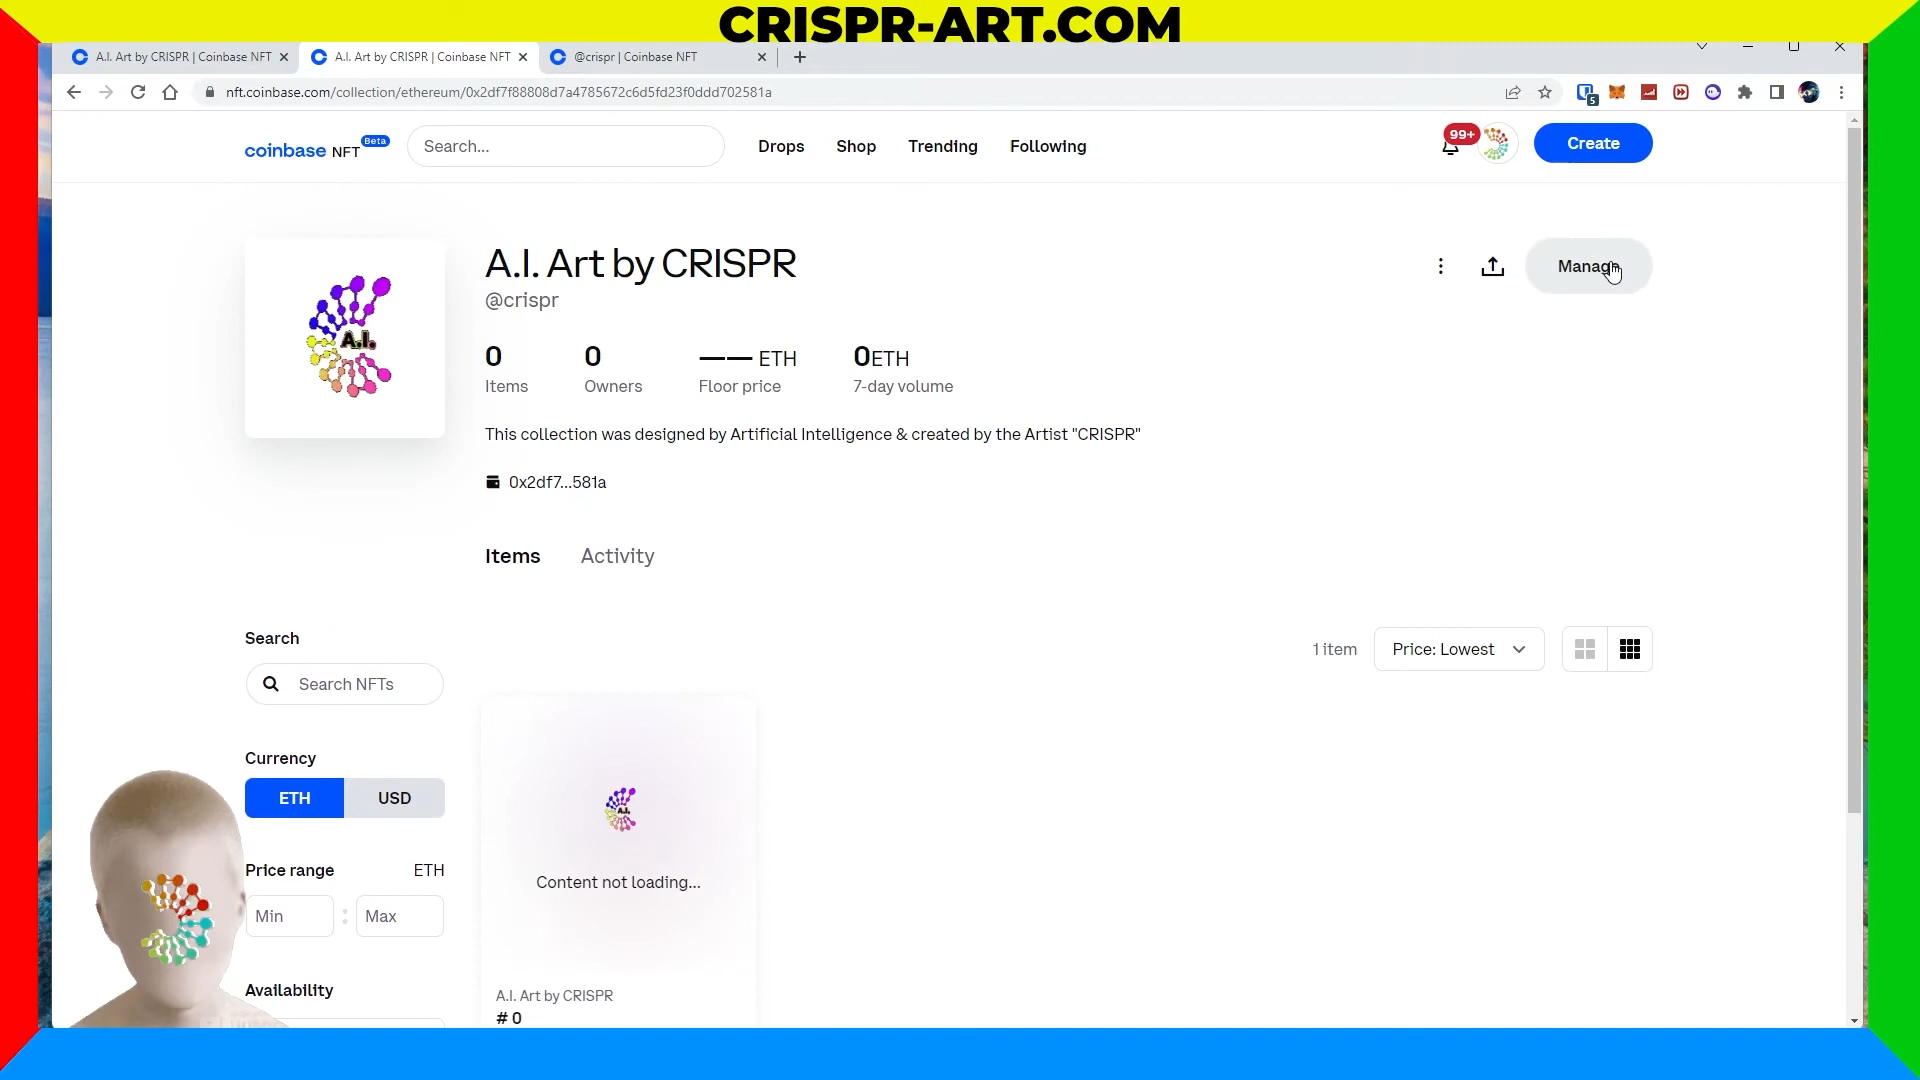 CRISPR-ART.COM
A.I. Art by CRISPR | Coinbase NFT
A.I. Art by CRISPR | Coinbase NFT
@crispr | Coinbase NFT
nft.coinbase.com/collection/ethereum/0x2df7f88808d7a4785672c6d5fd23f0ddd702581a
5
coinbase NFT Beta
Search...
Drops
Shop
Trending
Following
99+
Create
A.I.
A.I. Art by CRISPR
@crispr
Manage
0
Items
0
Owners
—— ETH
Floor price
0ETH
7-day volume
This collection was designed by Artificial Intelligence & created by the Artist "CRISPR"
0x2df7...581a
Items
Activity
Search
Search NFTs
1 item
Price: Lowest
Currency
ETH
USD
Price range
ETH
Min
:
Max
Availability
A.I.
Content not loading...
A.I. Art by CRISPR
# 0